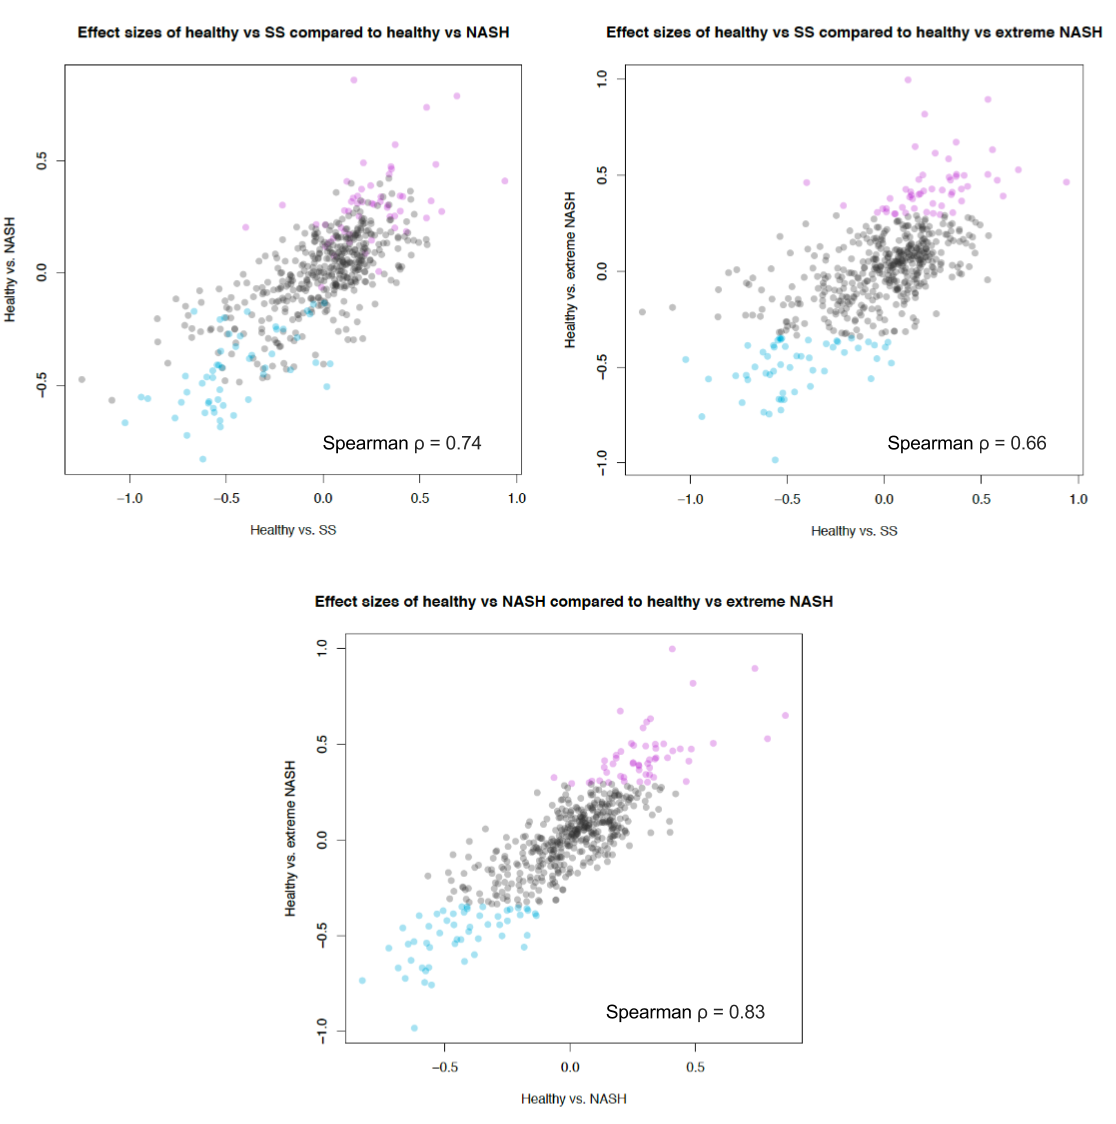 Effect sizes of healthy vs SS compared to healthy vs NASH
Healthy vs. NASH
0.5
0.0
−0.5
Spearman ρ = 0.74
−1.0 −0.5 0.0 0.5 1.0
Healthy vs. SS
Effect sizes of healthy vs SS compared to healthy vs extreme NASH
Healthy vs. extreme NASH
1.0
0.5
0.0
−0.5
−1.0
Spearman ρ = 0.66
−1.0 −0.5 0.0 0.5 1.0
Healthy vs. SS
Effect sizes of healthy vs NASH compared to healthy vs extreme NASH
Healthy vs. extreme NASH
1.0
0.5
0.0
−0.5
−1.0
Spearman ρ = 0.83
−0.5 0.0 0.5
Healthy vs. NASH